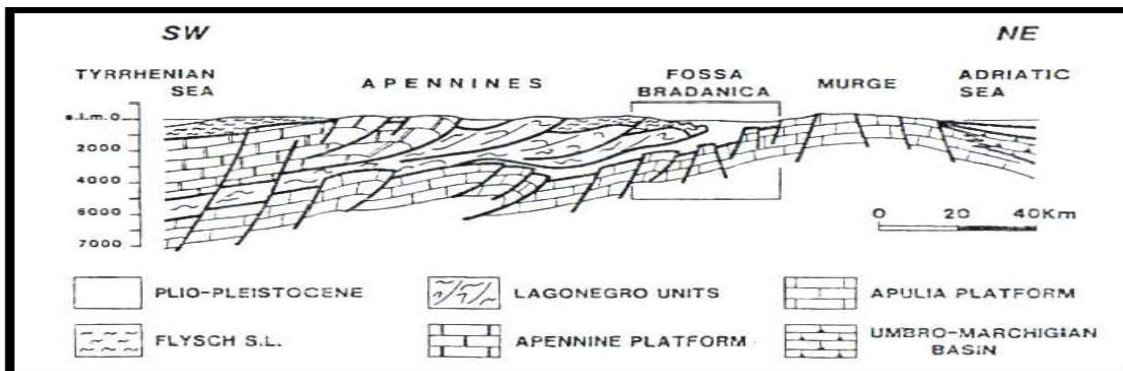 SW NE
TYRRHENIAN SEA
APENNINES
FOSSA BRADANICA
MURGE
ADRIATIC SEA
s.l.m.0
2000
4000
6000
7000
0 20 40Km
PLIO-PLEISTOCENE
LAGONEGRO UNITS
APULIA PLATFORM
FLYSCH S.L.
APENNINE PLATFORM
UMBRO-MARCHIGIAN BASIN